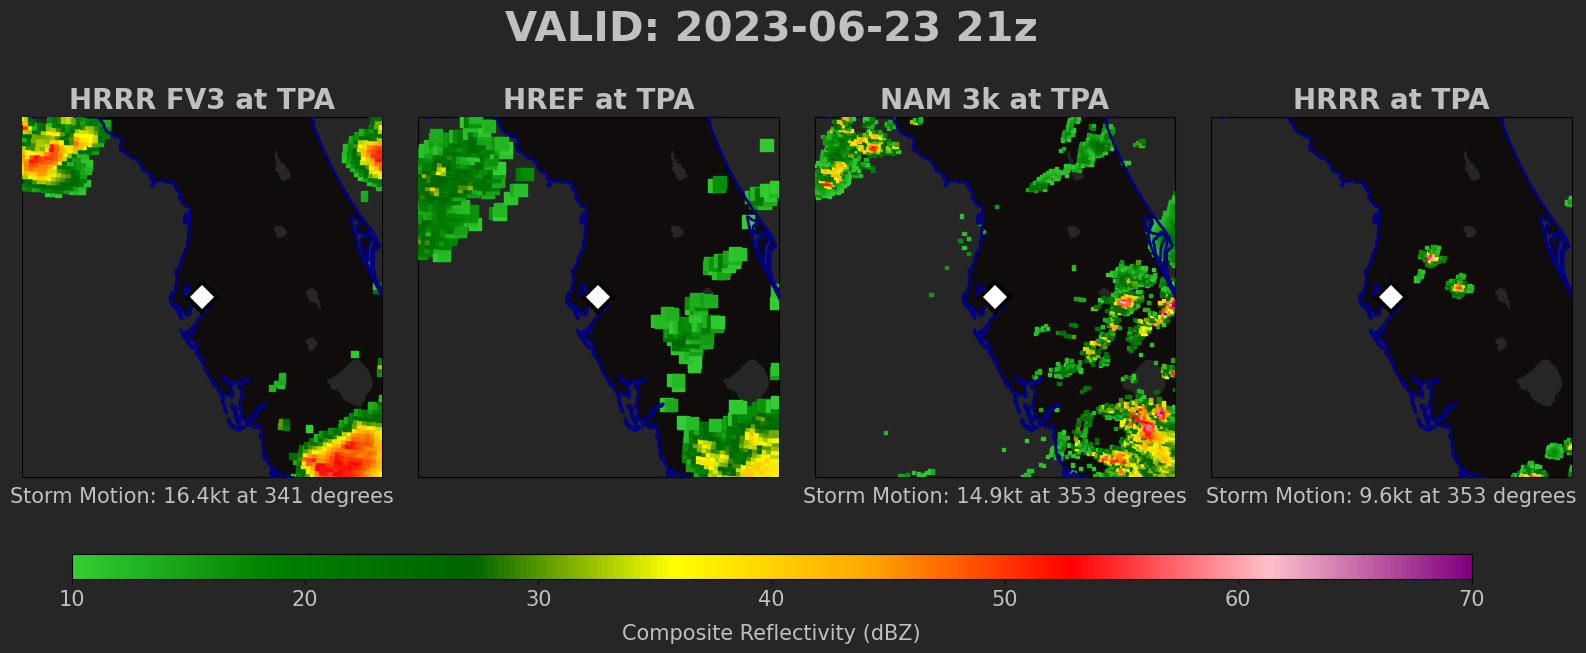 VALID: 2023-06-23 21z
HRRR FV3 at TPA
HREF at TPA
NAM 3k at TPA
HRRR at TPA
Storm Motion: 16.4kt at 341 degrees
Storm Motion: 14.9kt at 353 degrees
Storm Motion: 9.6kt at 353 degrees
10 20 30 40 50 60 70
Composite Reflectivity (dBZ)